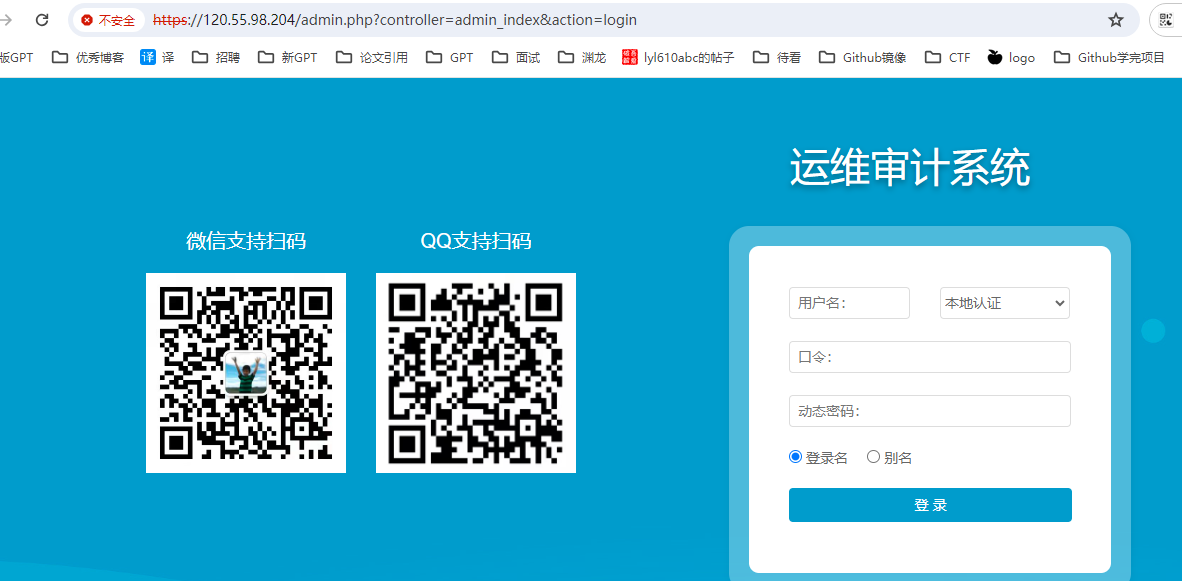 不安全 https://120.55.98.204/admin.php?controller=admin_index&action=login
版GPT 优秀博客 译 译 招聘 新GPT 论文引用 GPT 面试 渊龙 破解 吾爱 lyl610abc的帖子 待看 Github镜像 CTF logo Github学完项目
运维审计系统
微信支持扫码 QQ支持扫码
用户名: 本地认证
口令:
动态密码:
登录名 别名
登 录